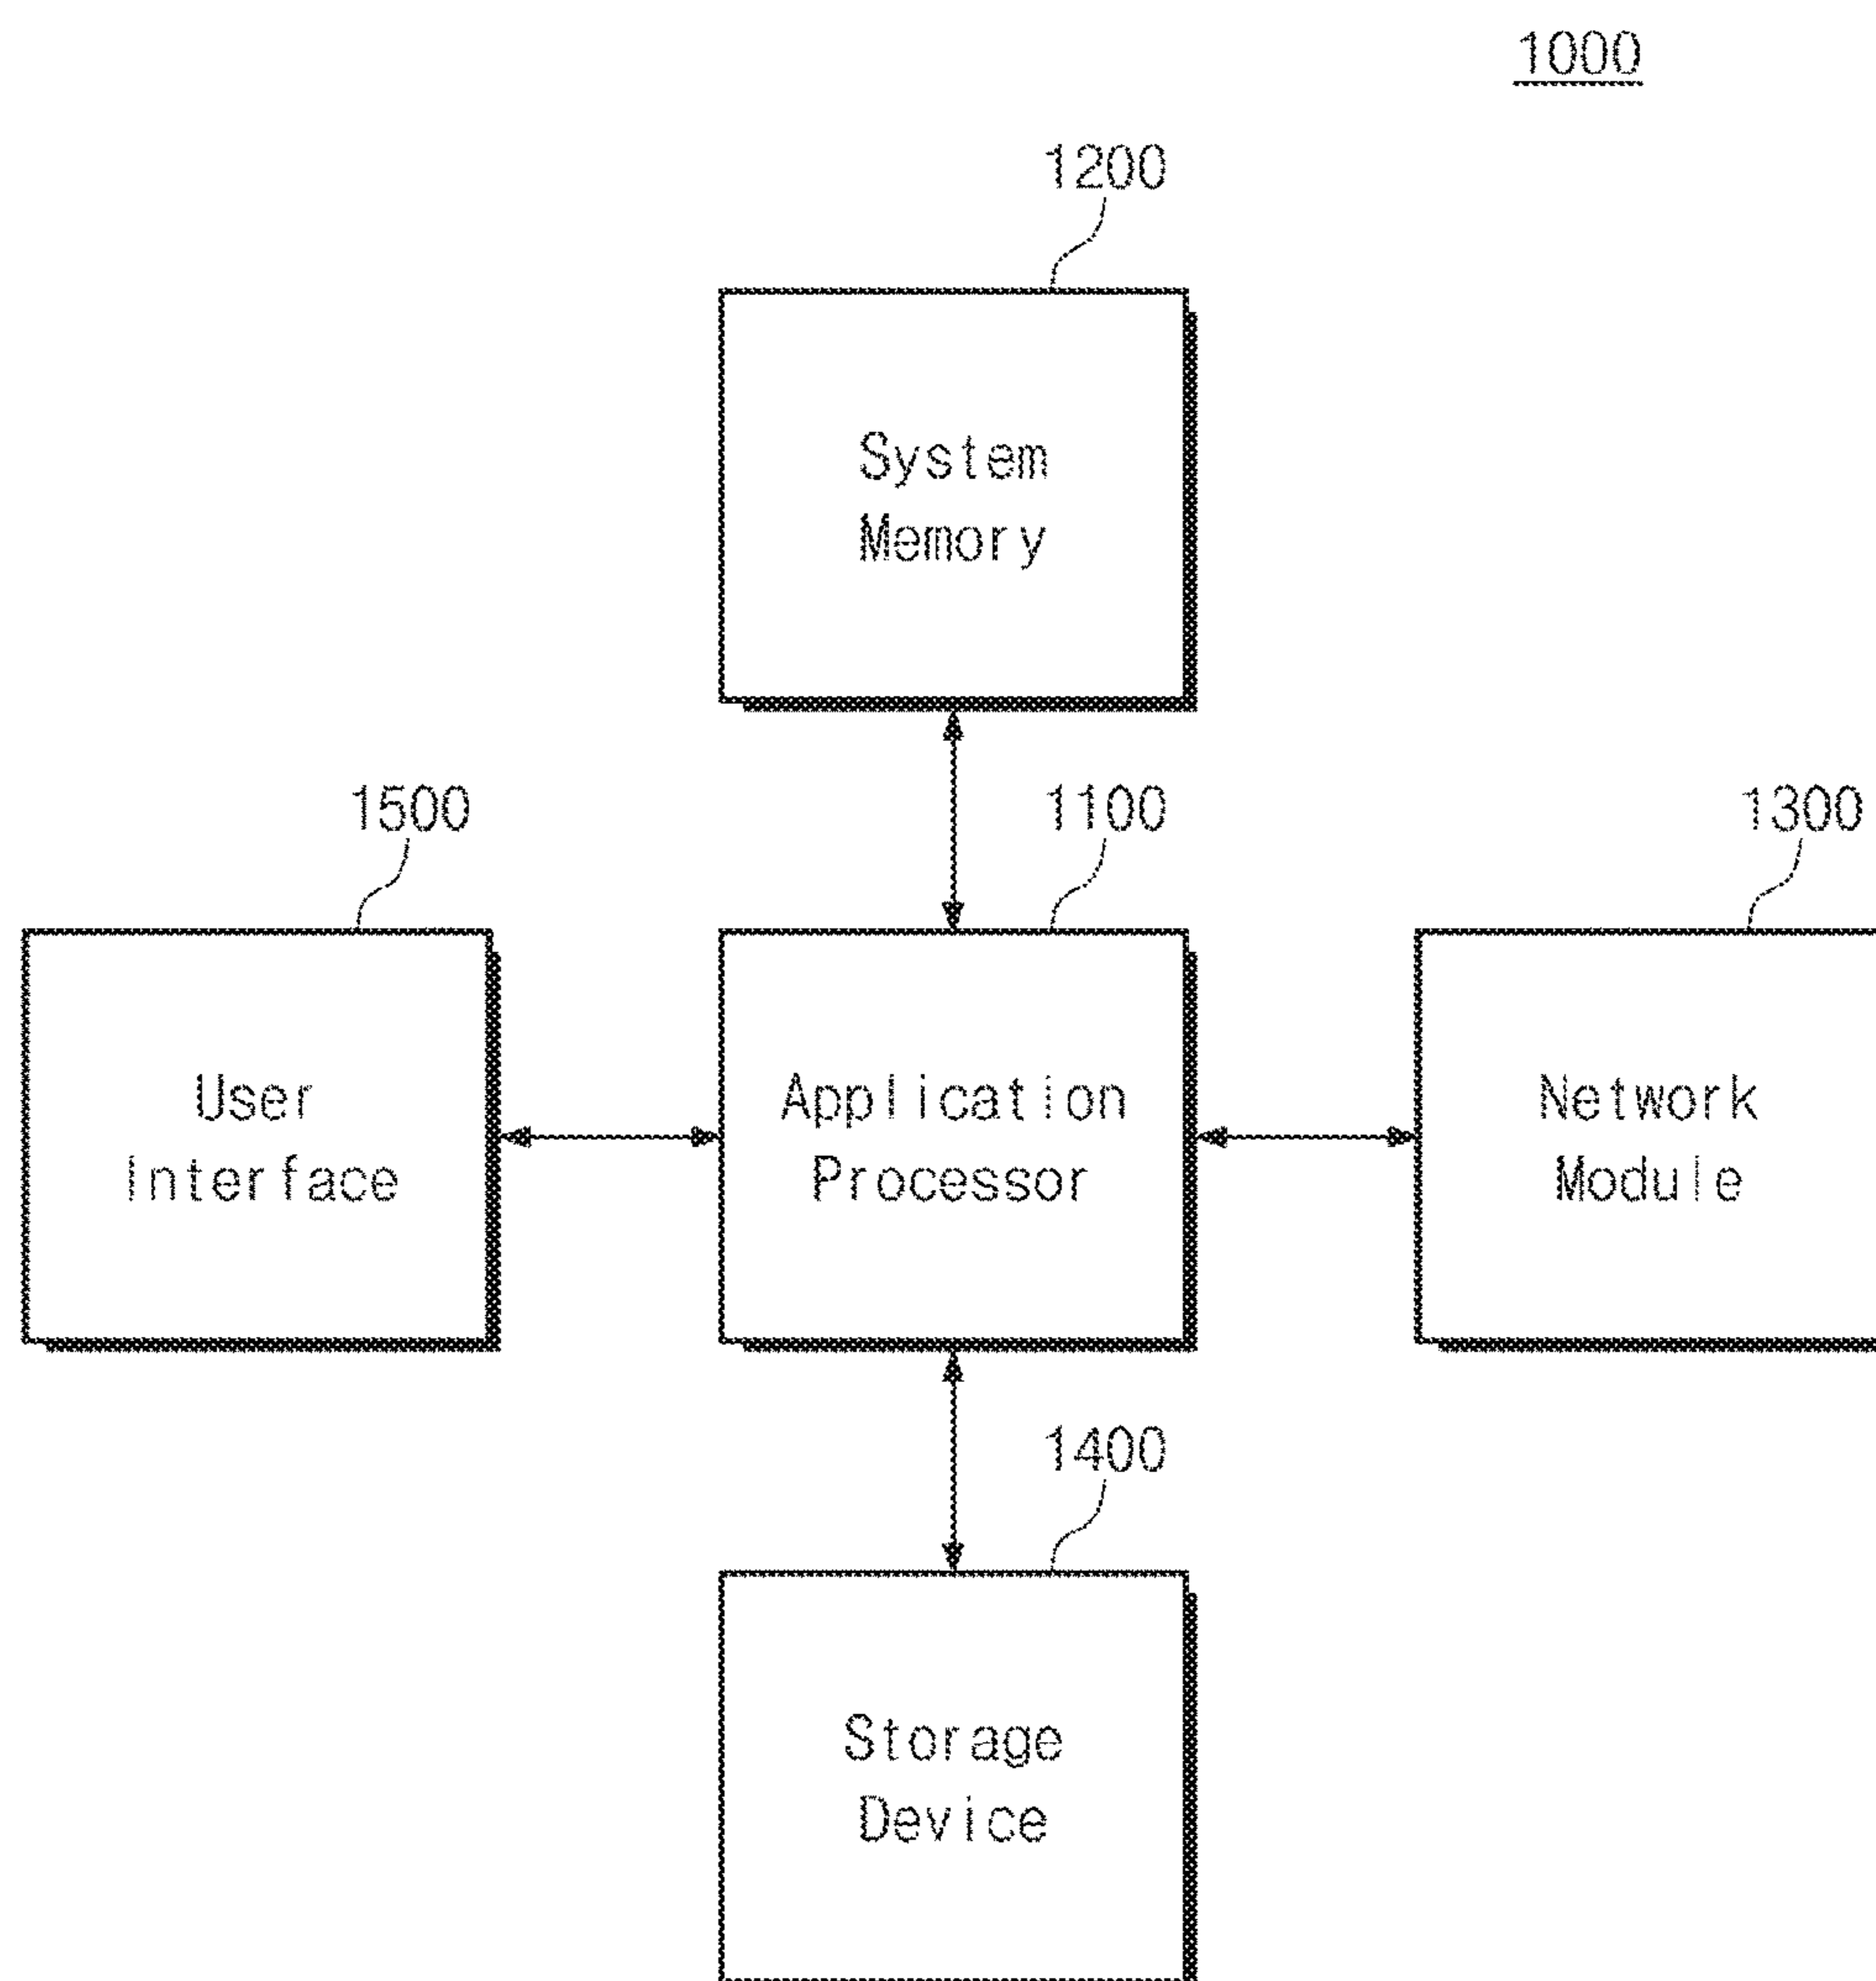 1000
1200
System
Memory
1500
1100
1300
User
Interface
Application
Processor
Network
Module
1400
Storage
Device